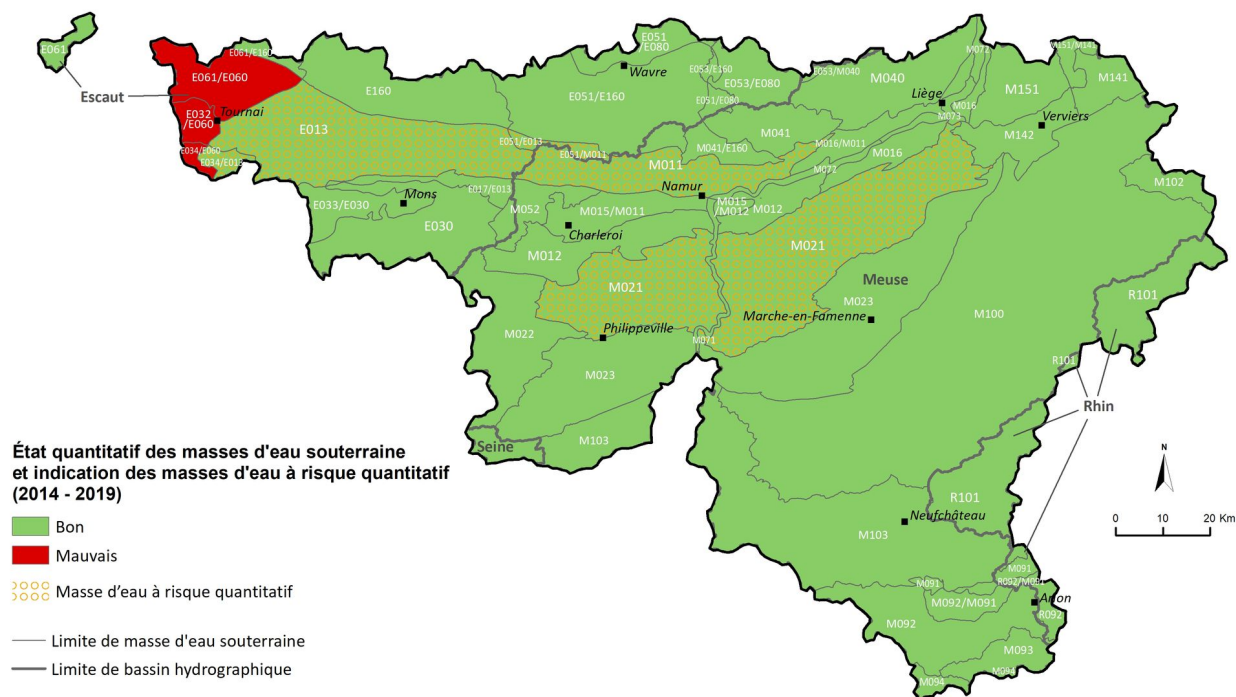 E061
Escaut
E061/E160
E061/E060
Tournai
E032
/E060
E034/E060
E034/E013
E160
E013
E051
/E080
Wavre
E053/E160
E053/E080
E051/E080
E051/E160
E053/M040
M040
M072
M151/M141
M141
M151
Liège
M016
M073
Verviers
M142
M102
M041
M041/E160
M016/M011
M016
M072
E051/E013
E051/M011
M011
Namur
Mons
E033/E030
E030
E017/E013
M052
M015/M011
Charleroi
M015
/M012
M012
M012
M021
M021
Meuse
M023
Marche-en-Famenne
Philippeville
M071
M022
M023
M100
R101
R101
Rhin
Seine
M103
R101
Neufchâteau
M103
M091
M091
R092/M091
M092/M091
Arlon
R092
M092
M093
M094
M094
État quantitatif des masses d'eau souterraine
et indication des masses d'eau à risque quantitatif
(2014 - 2019)
Bon
Mauvais
Masse d'eau à risque quantitatif
Limite de masse d'eau souterraine
Limite de bassin hydrographique
N
0 10 20 Km